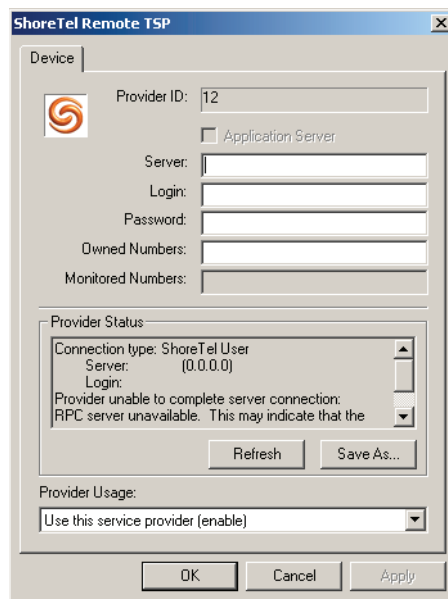 ShoreTel Remote TSP
Device
Provider ID: 12
Application Server
Server:
Login:
Password:
Owned Numbers:
Monitored Numbers:
Provider Status
Connection type: ShoreTel User
Server: (0.0.0.0)
Login:
Provider unable to complete server connection:
RPC server unavailable. This may indicate that the
Refresh Save As...
Provider Usage:
Use this service provider (enable)
OK Cancel Apply